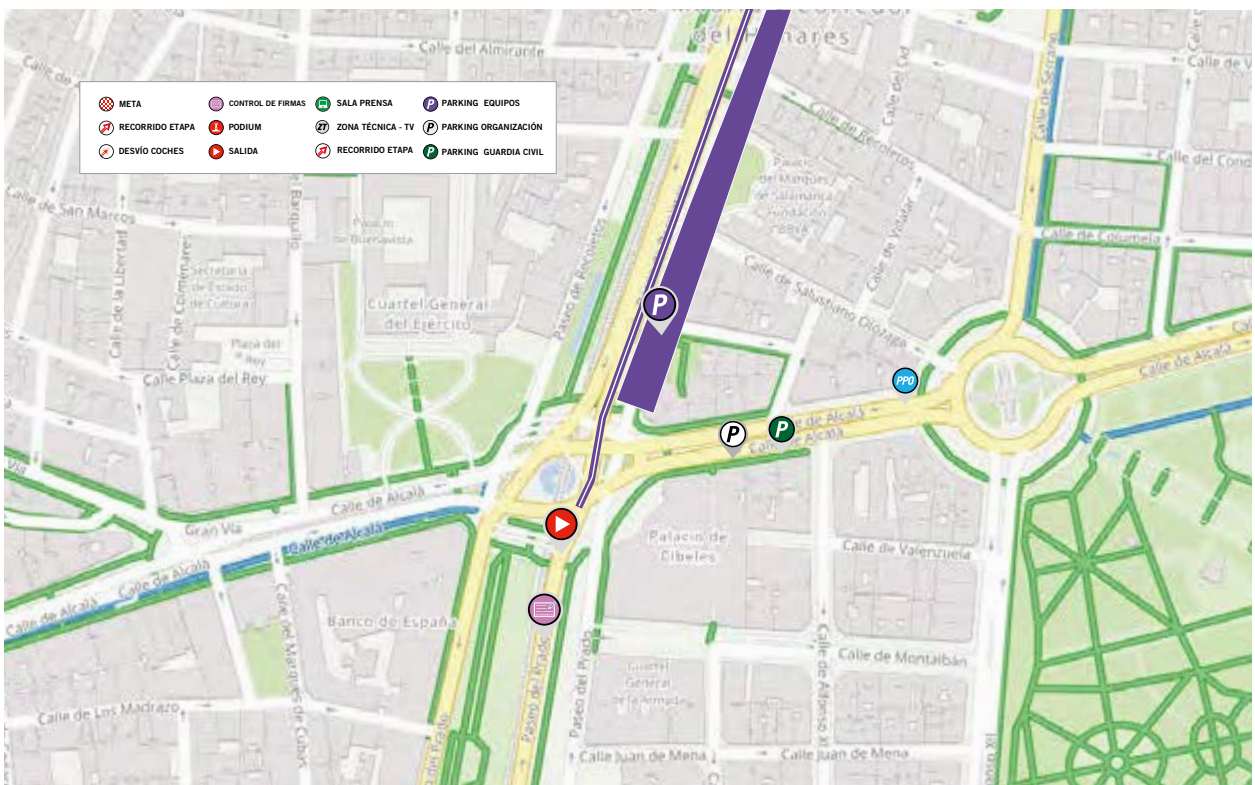 del Henares
Calle del Almirante
Calle de Serrano
META
CONTROL DE FIRMAS
SALA PRENSA
P PARKING EQUIPOS
RECORRIDO ETAPA
PODIUM
ZT ZONA TÉCNICA - TV
P PARKING ORGANIZACIÓN
DESVÍO COCHES
SALIDA
RECORRIDO ETAPA
P PARKING GUARDIA CIVIL
Calle de Recoletos
Calle del Cond
Palacio
del Marqués
de Salamanca
Fundación
BBVA
Calle de San Marcos
Calle de la Libertad
Calle de Colmenares
Barquillo
Palacio
de Buenavista
Paseo de Recoletos
Calle de Villalar
Calle de Columela
Secretaría
de Estado
de Cultura
Cuartel General
del Ejército
Calle de Salustiano Olózaga
P
Plaza del
Rey
Calle Plaza del Rey
Calle de Alcalá
PPO
P
P
Calle de Alcalá
Calle de Alcalá
Vía
Gran Vía
Calle de Alcalá
Calle de Alcalá
Calle de Alcalá
Calle de Alcalá
Palacio de
Cibeles
Calle de Valenzuela
Banco de España
Calle del Marqués de Cubas
Paseo del Prado
Paseo del Prado
Cuartel
General
de la Armada
Calle de Alfonso XI
Calle de Montalbán
Calle de Los Madrazo
del Prado
Calle Juan de Mena
Calle Juan de Mena